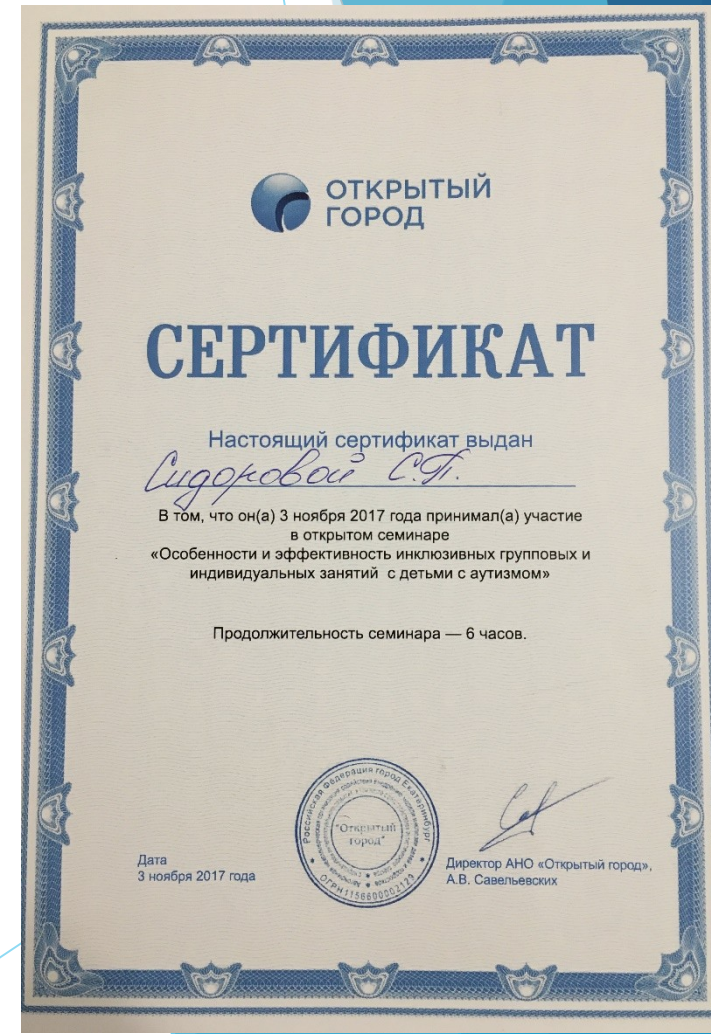 ОТКРЫТЫЙ
ГОРОД
СЕРТИФИКАТ
Настоящий сертификат выдан
Сидоровой С.П.
В том, что он(а) 3 ноября 2017 года принимал(а) участие
в открытом семинаре
«Особенности и эффективность инклюзивных групповых и
индивидуальных занятий с детьми с аутизмом»
Продолжительность семинара — 6 часов.
Российская Федерация город Екатеринбург
"Открытый
город"
ОГРН 1156600002123
Дата
3 ноября 2017 года
Директор АНО «Открытый город»,
А.В. Савельевских